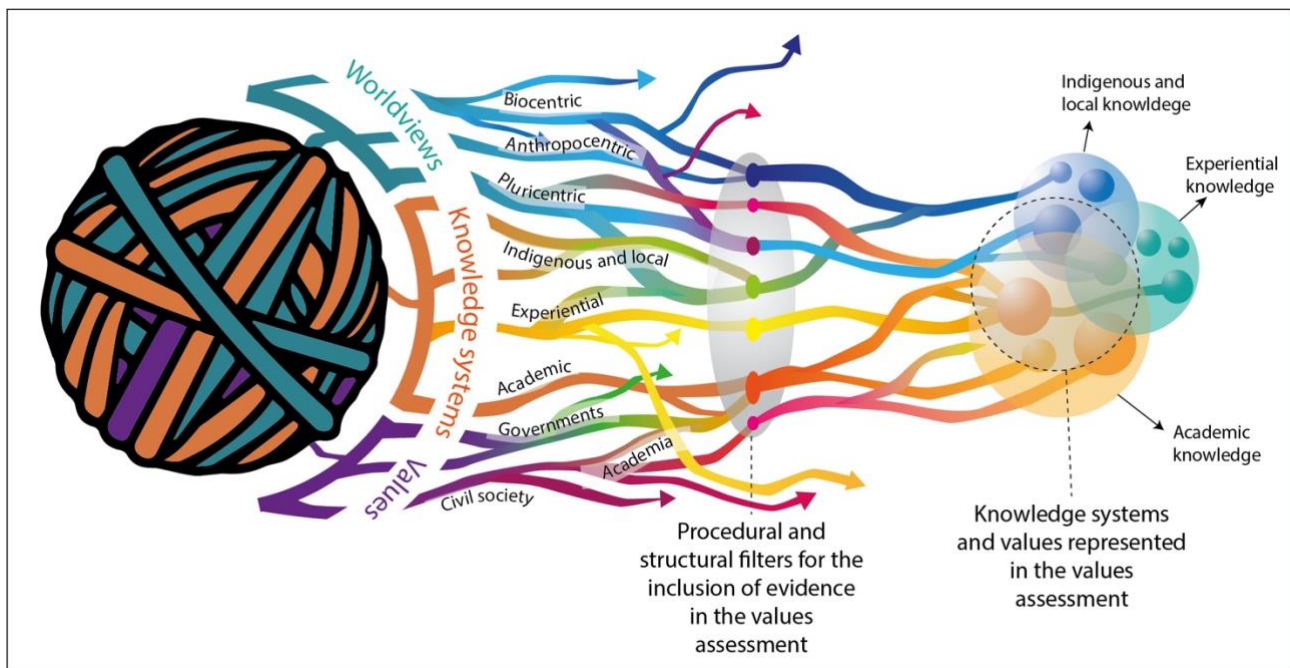 Worldviews
Knowledge systems
Values
Biocentric
Anthropocentric
Pluricentric
Indigenous and local
Experiential
Academic
Governments
Academia
Civil society
Procedural and
structural filters for the
inclusion of evidence
in the values
assessment
Indigenous and
local knowldege
Experiential
knowledge
Academic
knowledge
Knowledge systems
and values represented
in the values
assessment